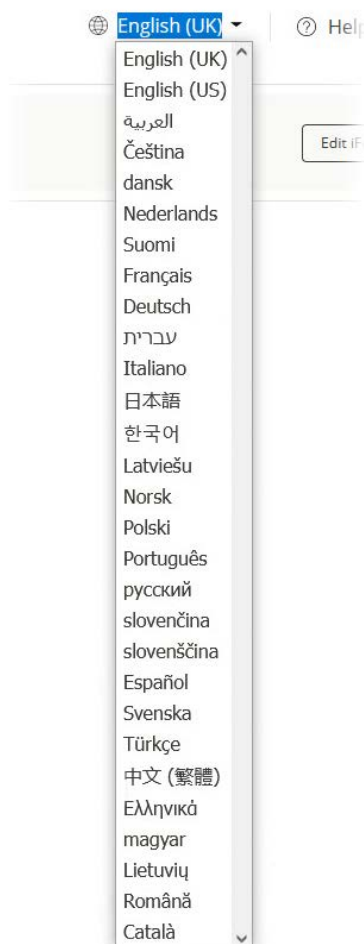 English (UK) Help
English (UK)
English (US)
العربية
Čeština
dansk
Nederlands
Edit
Suomi
Français
Deutsch
עברית
Italiano
日本語
한국어
Latviešu
Norsk
Polski
Português
русский
slovenčina
slovenščina
Español
Svenska
Türkçe
中文 (繁體)
Ελληνικά
magyar
Lietuvių
Română
Català